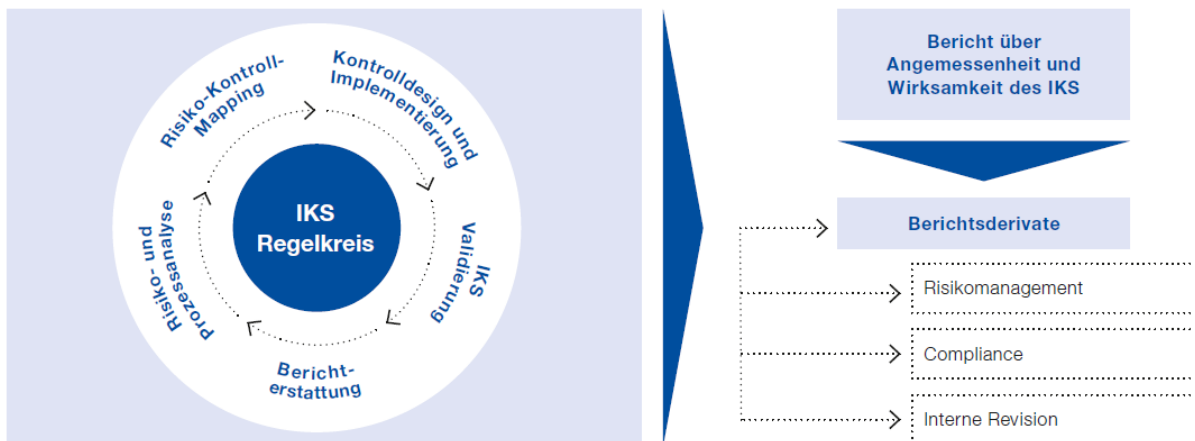 Risiko-Kontroll-
Mapping
Kontrolldesign und
Implementierung
IKS
Validierung
Bericht-
erstattung
Risiko- und
Prozessanalyse
IKS
Regelkreis
Bericht über
Angemessenheit und
Wirksamkeit des IKS
Berichtsderivate
Risikomanagement
Compliance
Interne Revision